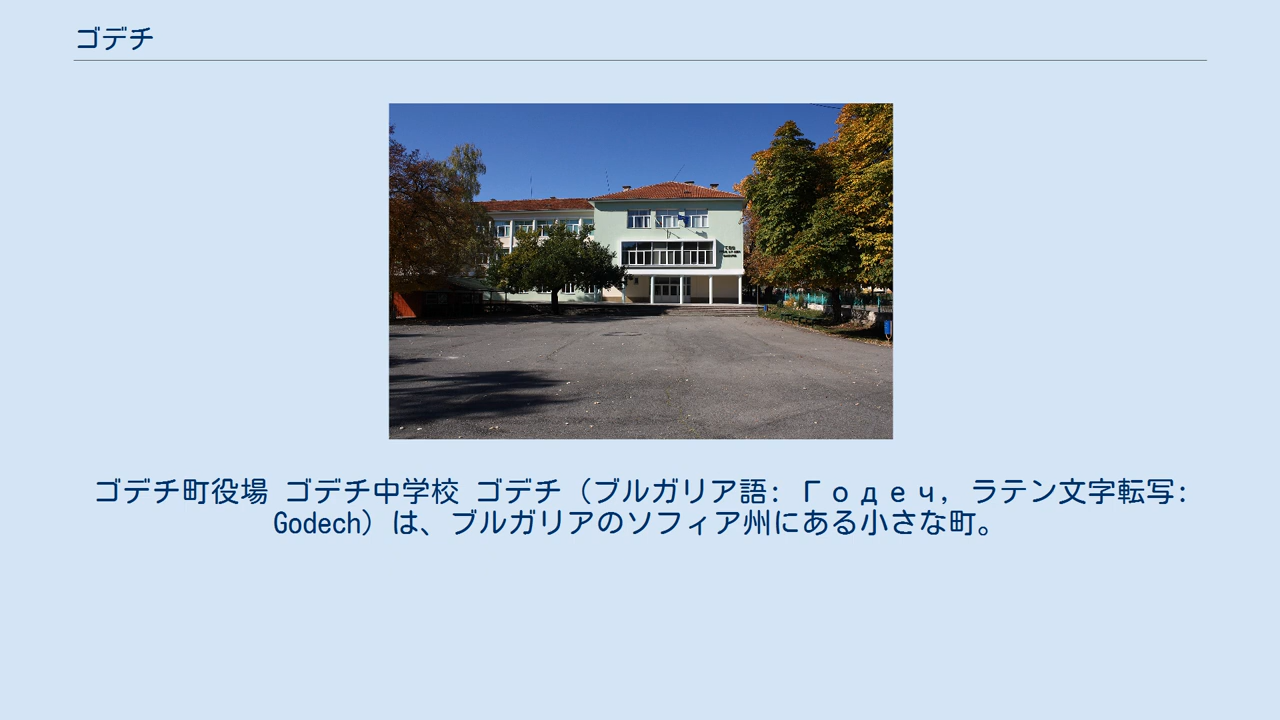 ゴデチ
ゴデチ町役場 ゴデチ中学校 ゴデチ（ブルガリア語: Годеч, ラテン文字転写:
Godech）は、ブルガリアのソフィア州にある小さな町。